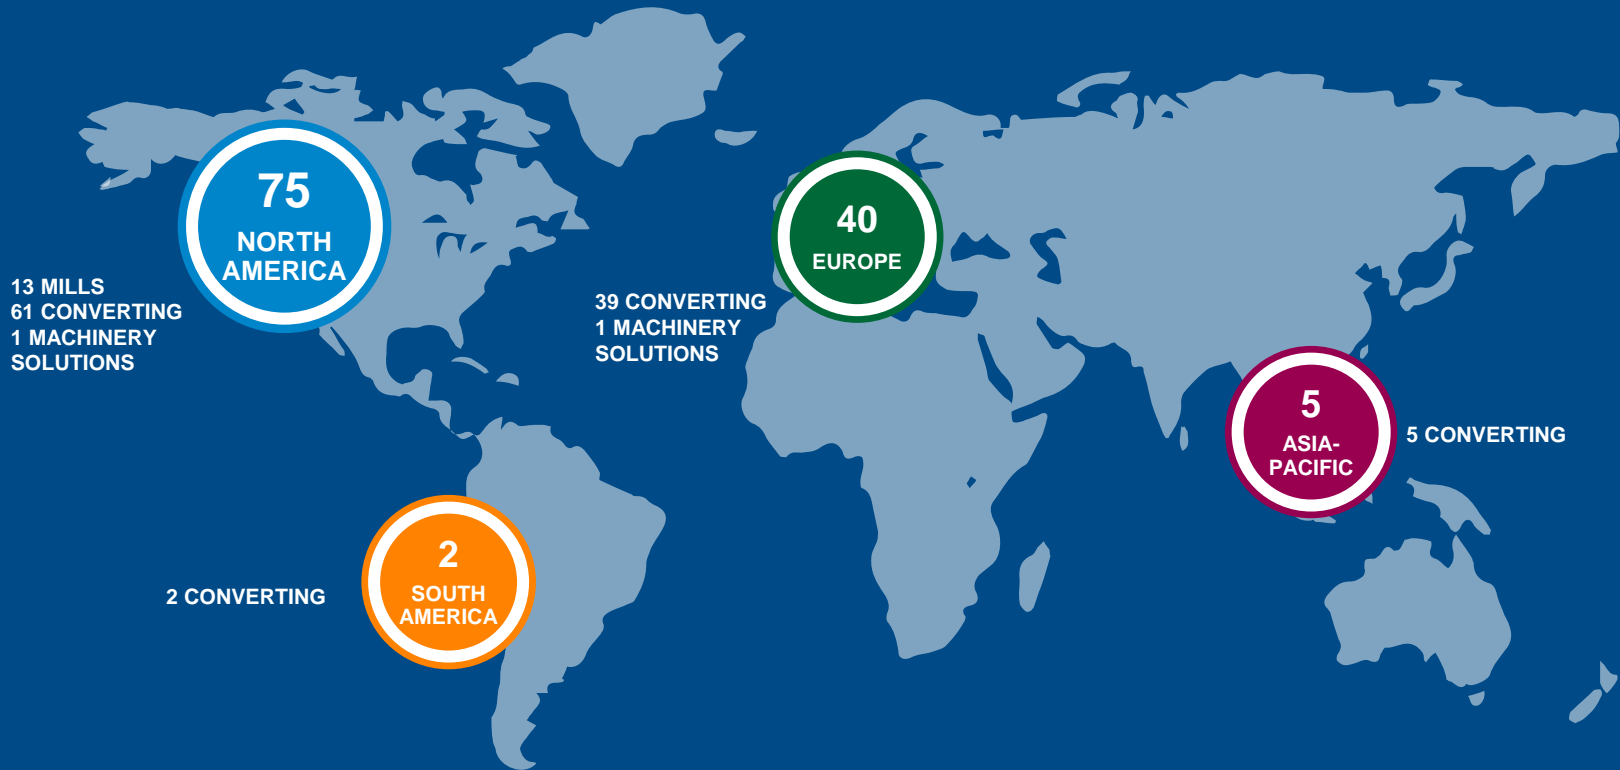 75
NORTH
AMERICA
13 MILLS
61 CONVERTING
1 MACHINERY
SOLUTIONS
40
EUROPE
39 CONVERTING
1 MACHINERY
SOLUTIONS
5
ASIA-
PACIFIC
5 CONVERTING
2
SOUTH
AMERICA
2 CONVERTING